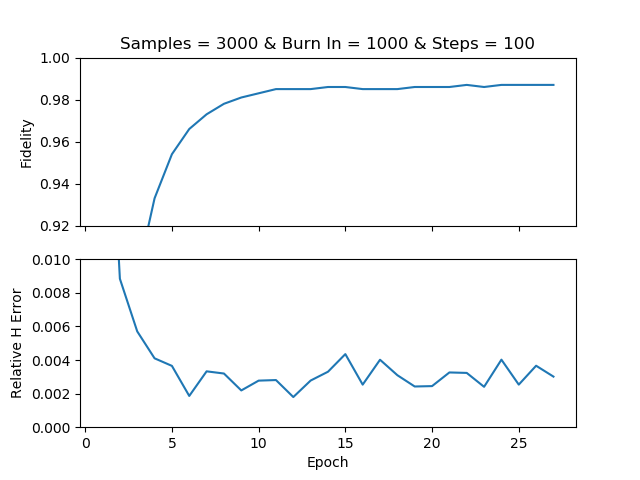 Samples = 3000 & Burn In = 1000 & Steps = 100
1.00
0.98
0.96
0.94
0.92
Fidelity
0.010
0.008
0.006
0.004
0.002
0.000
Relative H Error
0 5 10 15 20 25
Epoch